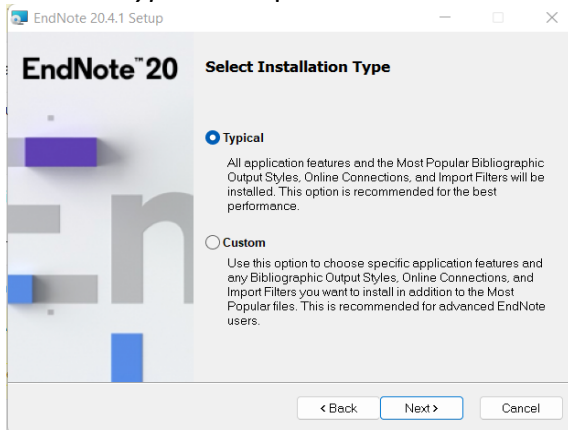 EndNote 20.4.1 Setup
EndNote™20
Select Installation Type
Typical
All application features and the Most Popular Bibliographic
Output Styles, Online Connections, and Import Filters will be
installed. This option is recommended for the best
performance.
Custom
Use this option to choose specific application features and
any Bibliographic Output Styles, Online Connections, and
Import Filters you want to install in addition to the Most
Popular files. This is recommended for advanced EndNote
users.
< Back Next > Cancel